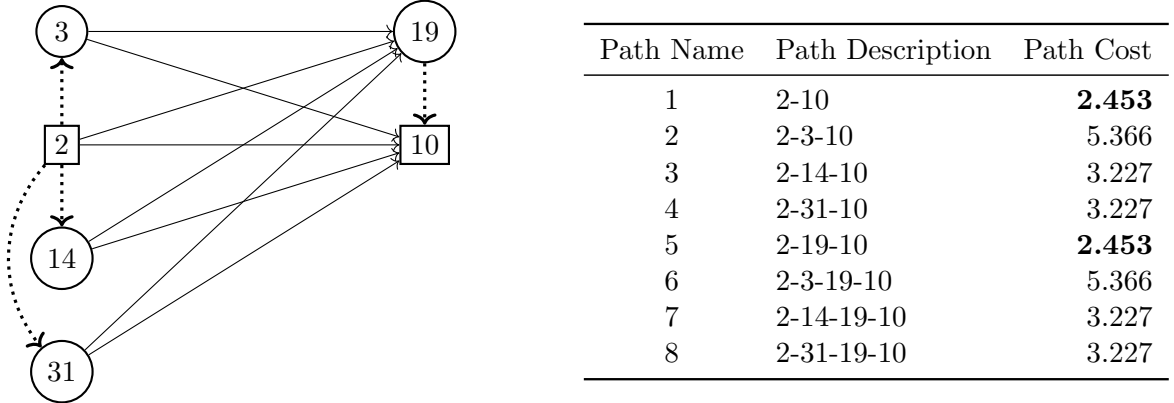 3
19
2
10
14
31
Path Name Path Description Path Cost
1 2-10 2.453
2 2-3-10 5.366
3 2-14-10 3.227
4 2-31-10 3.227
5 2-19-10 2.453
6 2-3-19-10 5.366
7 2-14-19-10 3.227
8 2-31-19-10 3.227